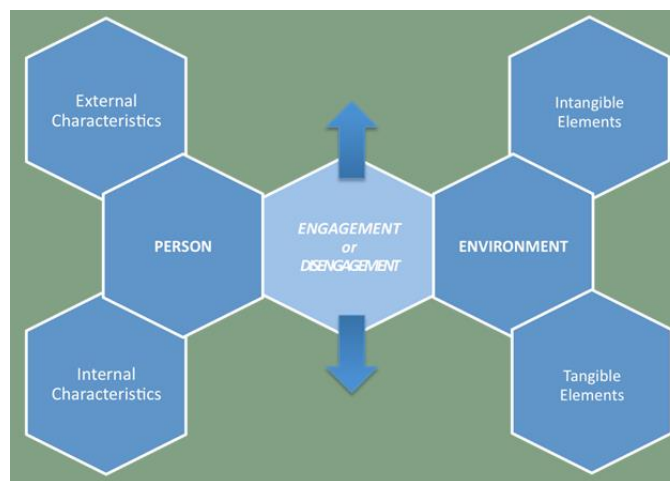 External
Characteristics
Intangible
Elements
PERSON
ENGAGEMENT
or
DISENGAGEMENT
ENVIRONMENT
Internal
Characteristics
Tangible
Elements